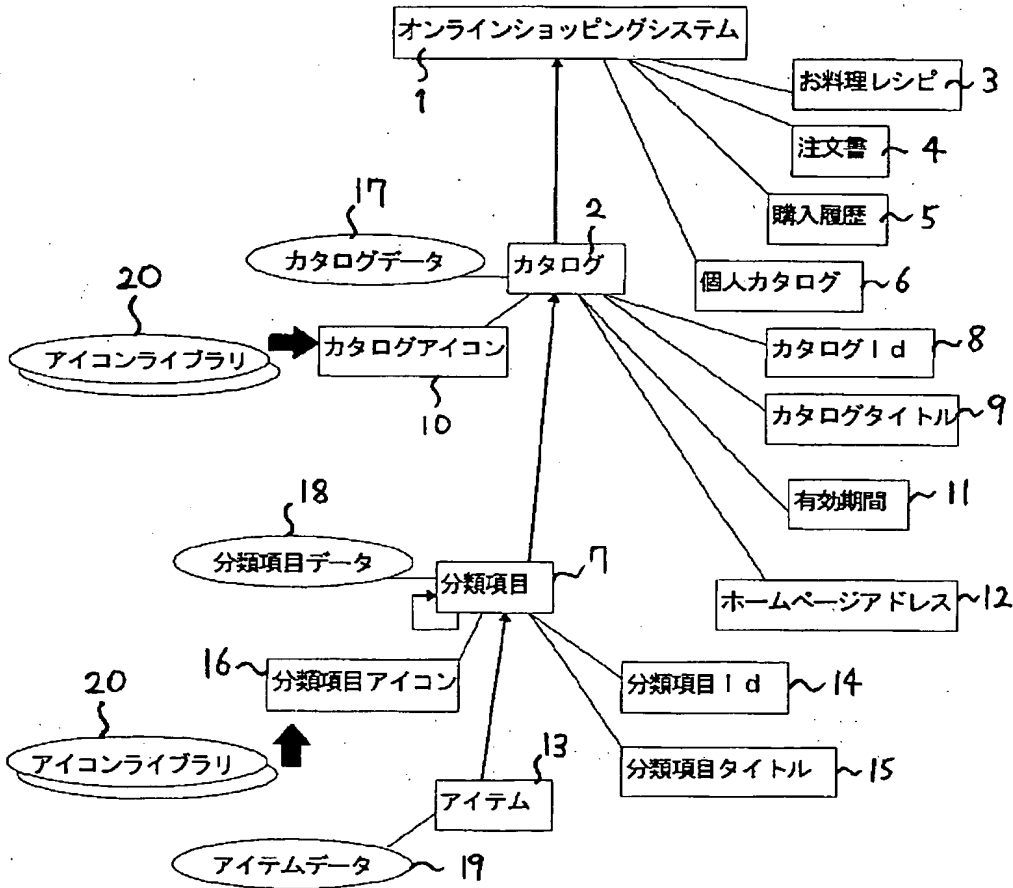 オンラインショッピングシステム
1
お料理レシピ 3
注文書 4
購入履歴 5
17
2
カタログデータ
カタログ
個人カタログ 6
20
アイコンライブラリ
カタログアイコン
カタログId 8
10
カタログタイトル 9
18
有効期間 11
分類項目データ
分類項目 7
ホームページアドレス 12
16 分類項目アイコン
分類項目Id 14
20
アイコンライブラリ
13
分類項目タイトル 15
アイテム
アイテムデータ 19